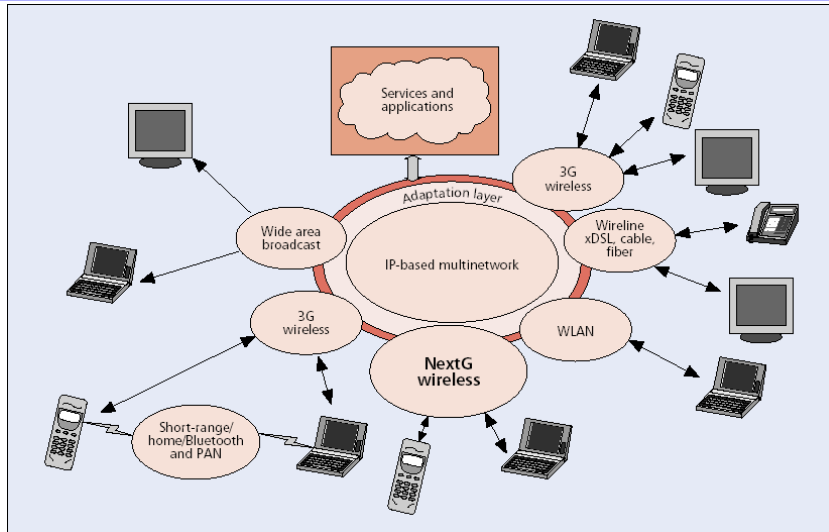 Services and
applications
3G
wireless
Adaptation layer
Wide area
broadcast
Wireline
xDSL, cable,
fiber
IP-based multinetwork
3G
wireless
WLAN
NextG
wireless
Short-range/
home/Bluetooth
and PAN